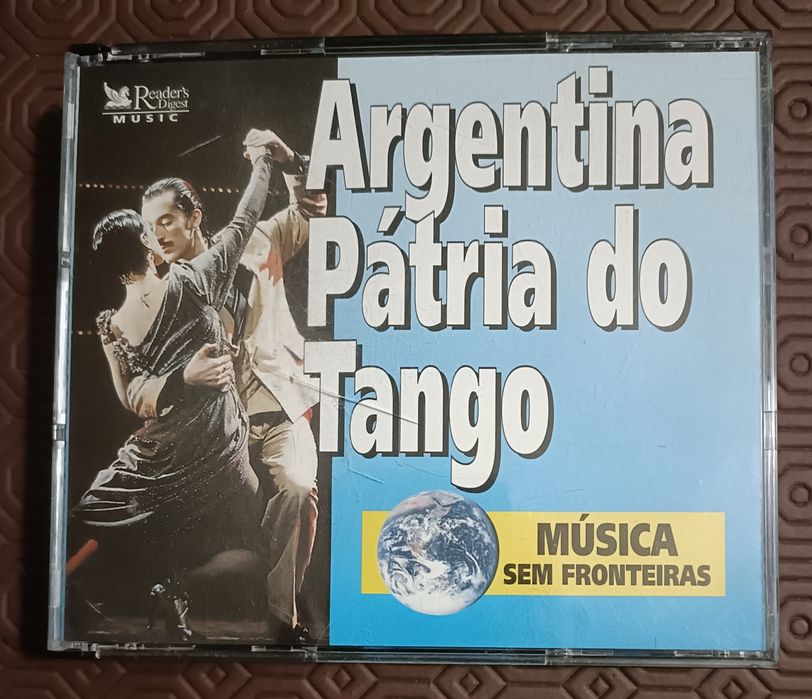 Reader's
Digest
MUSIC
Argentina
Pátria do
Tango
MÚSICA
SEM FRONTEIRAS